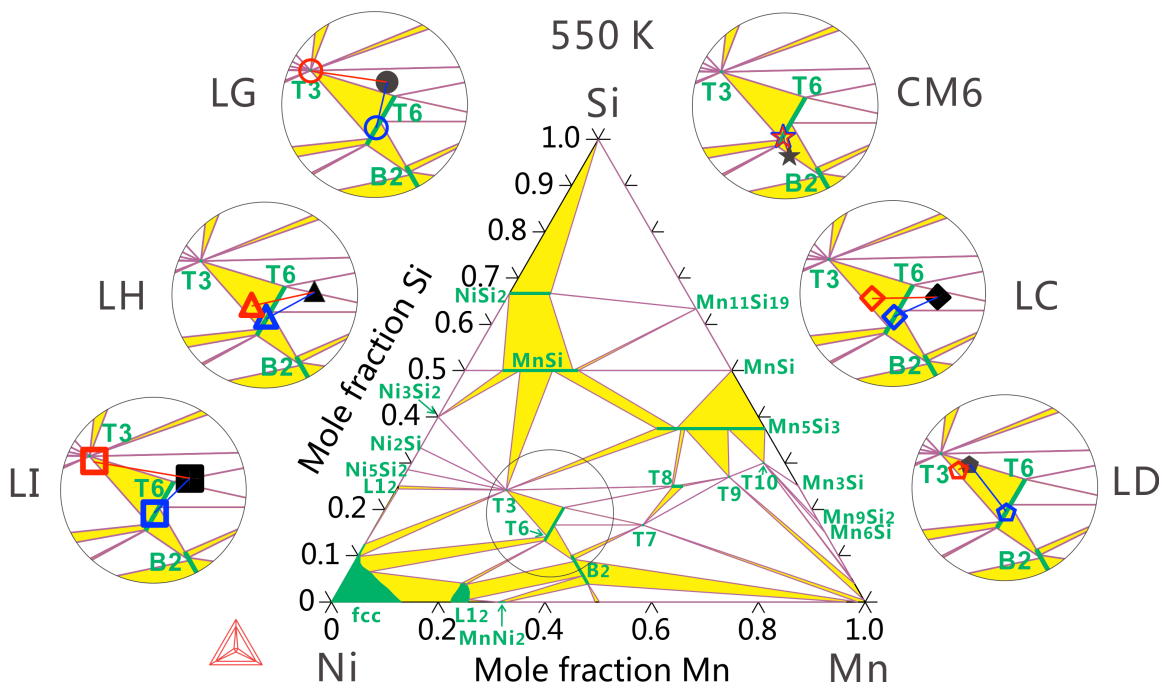 550 K
LG
T3
T6
B2
CM6
T3
T6
B2
Si
LH
T3
T6
B2
LC
T3
T6
B2
LI
T3
T6
B2
LD
T3
T6
B2
Mole fraction Si
1.0
0.9
0.8
0.7
0.6
0.5
0.4
0.3
0.2
0.1
0
NiSi2
Mn11Si19
MnSi
MnSi
Ni3Si2
Mn5Si3
Ni2Si
Ni5Si2
L12
T3
T8
T9
T10
Mn3Si
T6
T7
Mn9Si2
Mn6Si
B2
fcc
L12
MnNi2
0
0.2
0.4
0.6
0.8
1.0
Ni
Mole fraction Mn
Mn